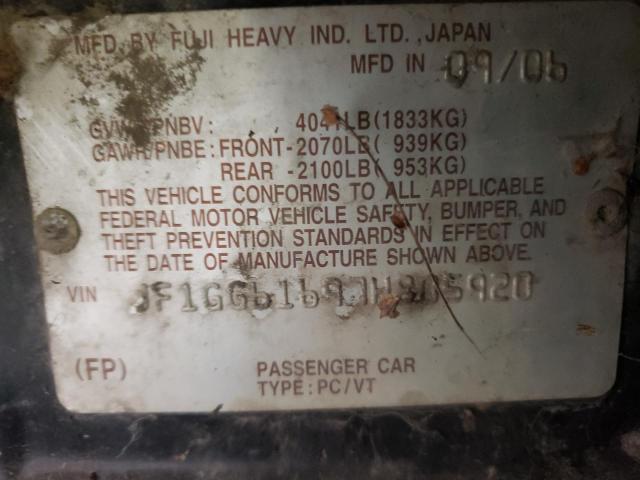 MFD. BY FUJI HEAVY IND. LTD., JAPAN
MFD IN 09/06
GVWR/PNBV: 4041LB(1833KG)
GAWR/PNBE: FRONT-2070LB( 939KG)
REAR -2100LB( 953KG)
THIS VEHICLE CONFORMS TO ALL APPLICABLE
FEDERAL MOTOR VEHICLE SAFETY, BUMPER, AND
THEFT PREVENTION STANDARDS IN EFFECT ON
THE DATE OF MANUFACTURE SHOWN ABOVE.
VIN
(FP) PASSENGER CAR
TYPE: PC/VT